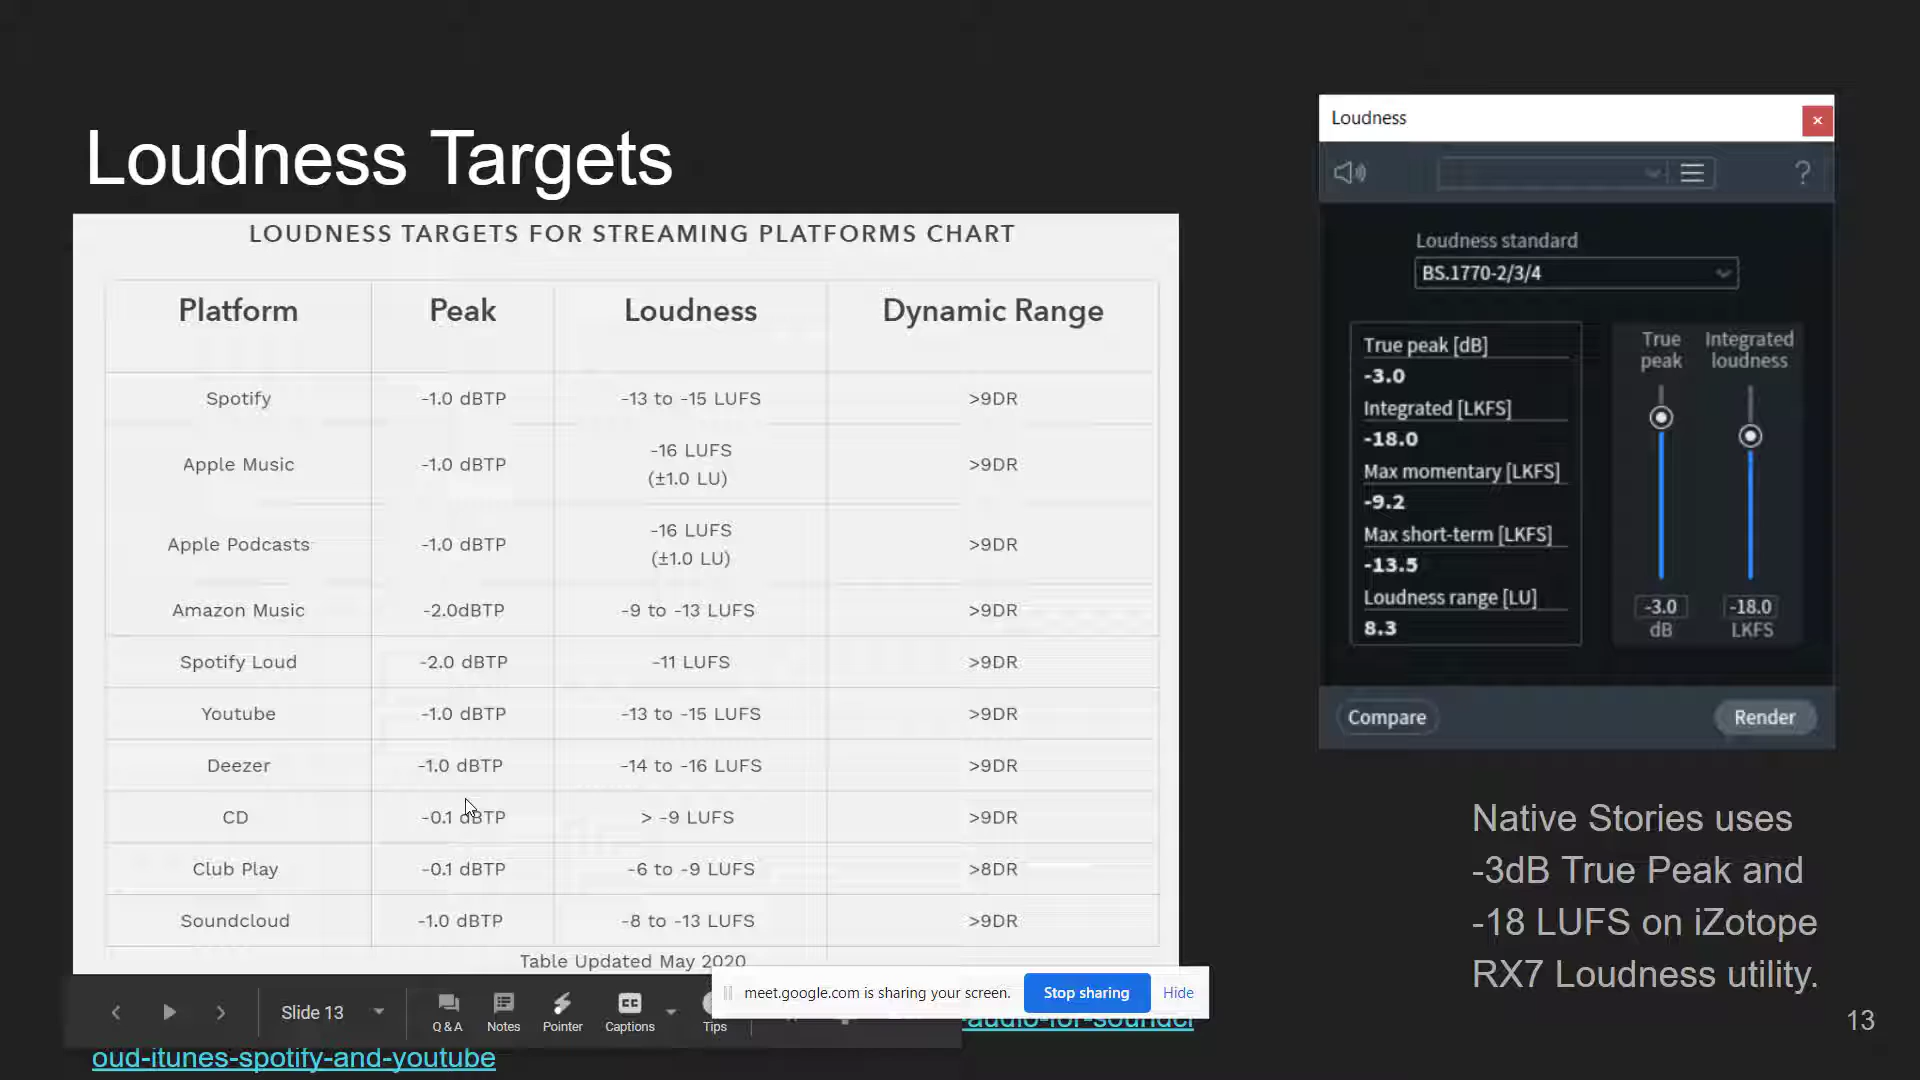 Loudness Targets
LOUDNESS TARGETS FOR STREAMING PLATFORMS CHART
Platform Peak Loudness Dynamic Range
Spotify -1.0 dBTP -13 to -15 LUFS >9DR
Apple Music -1.0 dBTP -16 LUFS (±1.0 LU) >9DR
Apple Podcasts -1.0 dBTP -16 LUFS (±1.0 LU) >9DR
Amazon Music -2.0dBTP -9 to -13 LUFS >9DR
Spotify Loud -2.0 dBTP -11 LUFS >9DR
Youtube -1.0 dBTP -13 to -15 LUFS >9DR
Deezer -1.0 dBTP -14 to -16 LUFS >9DR
CD -0.1 dBTP > -9 LUFS >9DR
Club Play -0.1 dBTP -6 to -9 LUFS >8DR
Soundcloud -1.0 dBTP -8 to -13 LUFS >9DR
Table Updated May 2020
Loudness
?
Loudness standard
BS.1770-2/3/4
True peak [dB]
-3.0
Integrated [LKFS]
-18.0
Max momentary [LKFS]
-9.2
Max short-term [LKFS]
-13.5
Loudness range [LU]
8.3
True peak
Integrated loudness
-3.0 -18.0
dB LKFS
Compare Render
Native Stories uses
-3dB True Peak and
-18 LUFS on iZotope
RX7 Loudness utility.
meet.google.com is sharing your screen. Stop sharing Hide
Slide 13
Q & A Notes Pointer Captions Tips
-audio-for-soundcl
oud-itunes-spotify-and-youtube
13